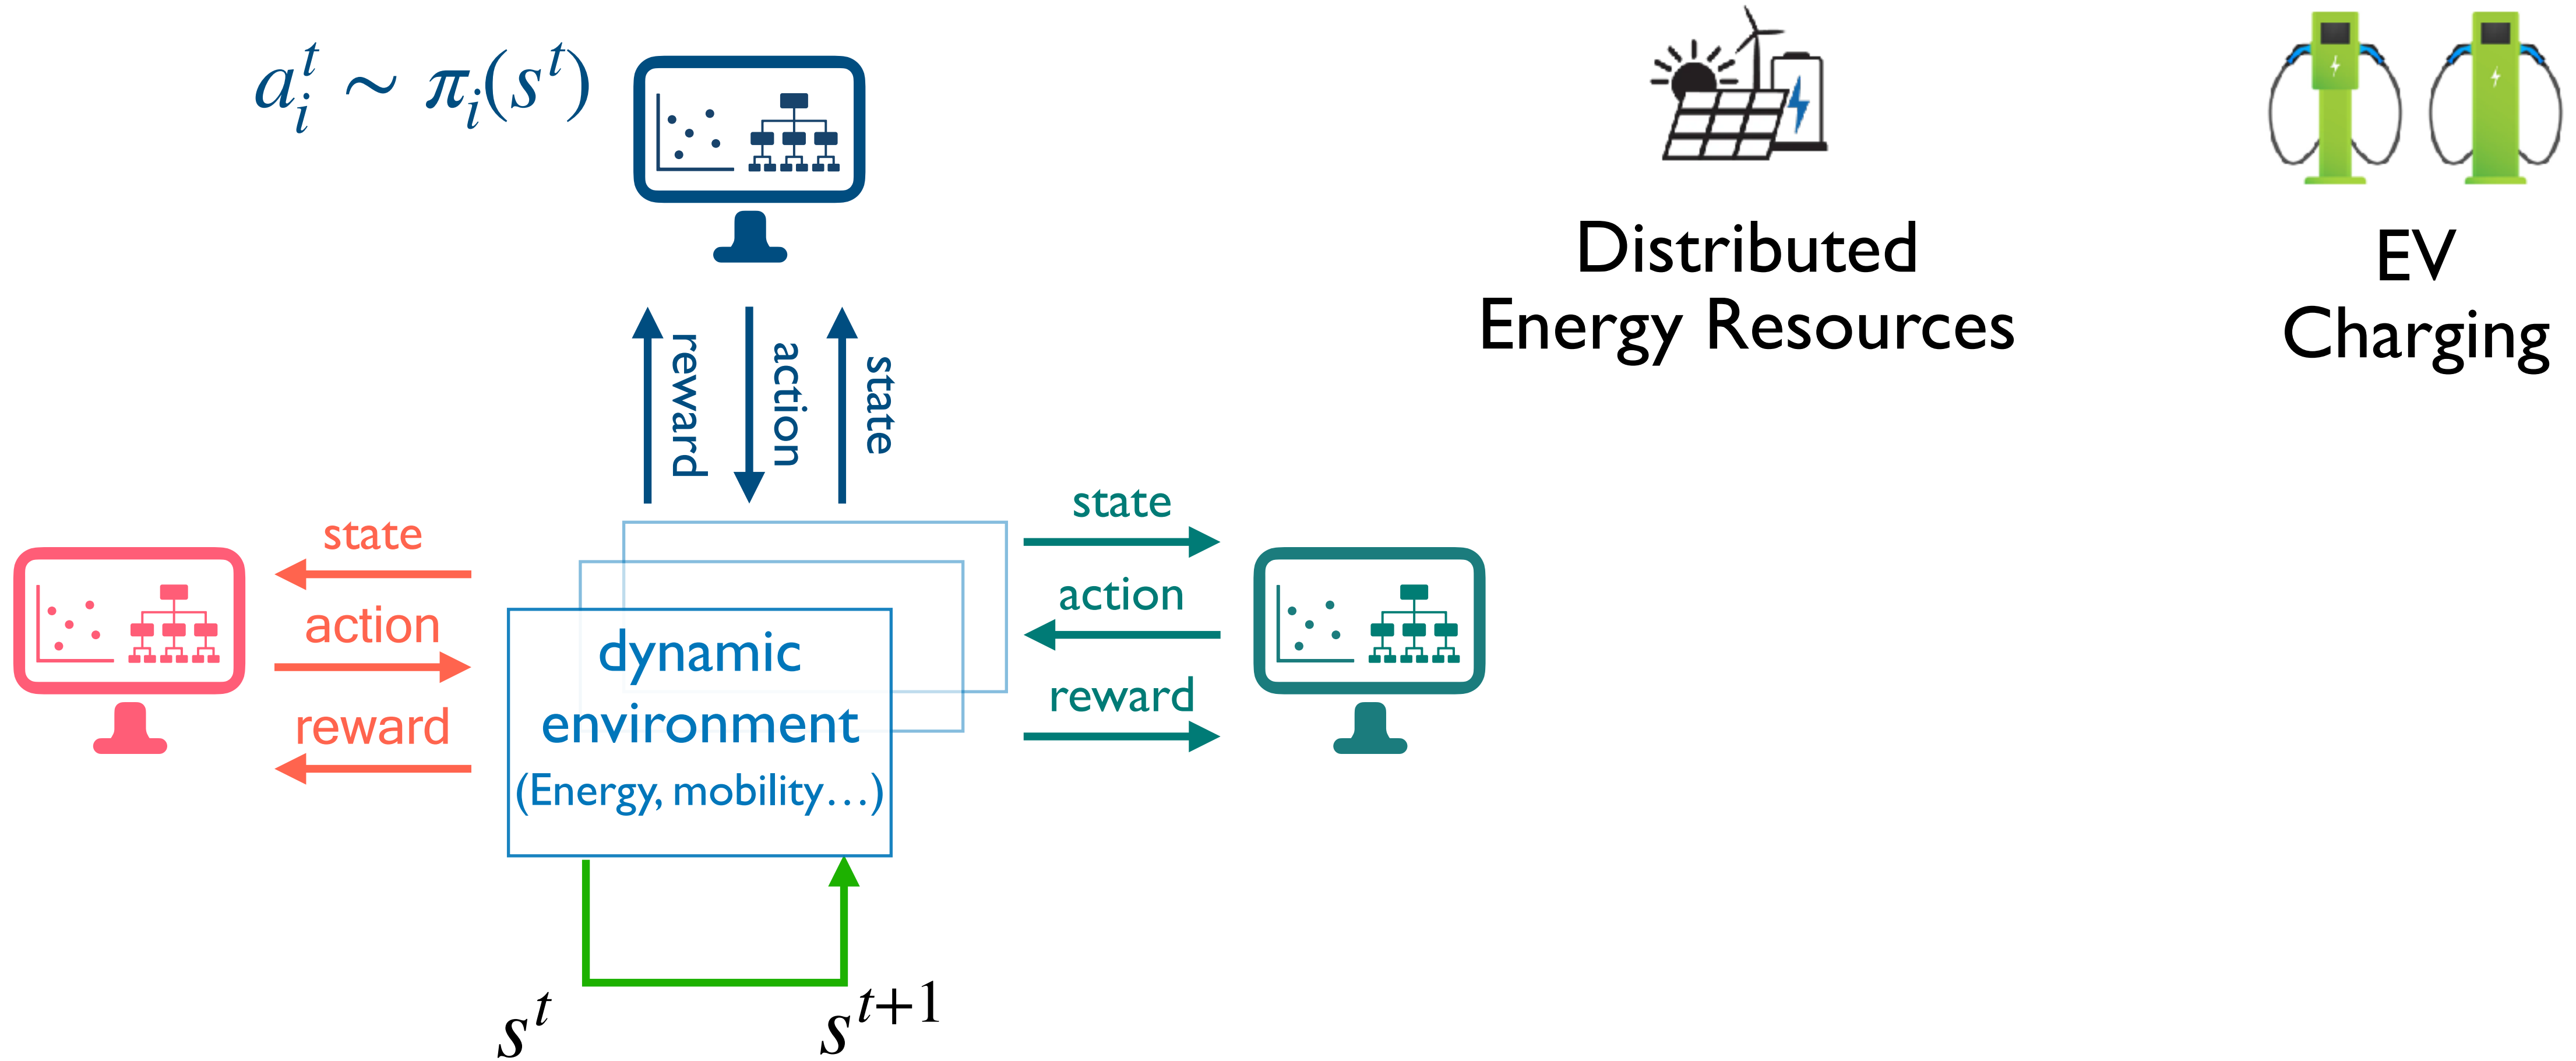 a_i^t ∼ π_i(s^t)
Distributed
Energy Resources
EV
Charging
reward
action
state
state
action
reward
state
action
reward
dynamic
environment
(Energy, mobility…)
s^t
s^{t+1}